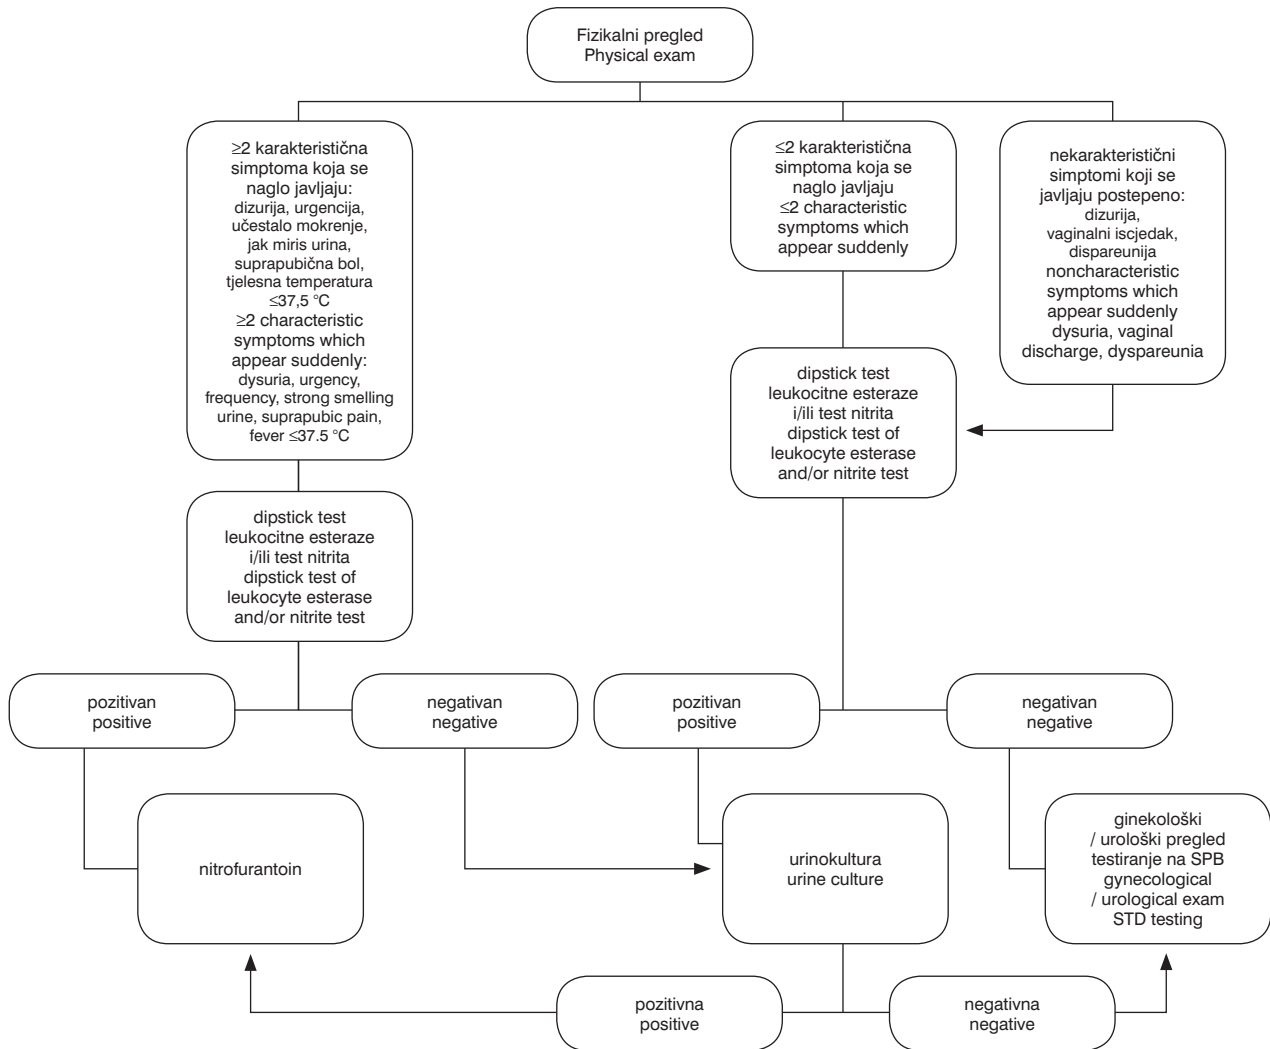 Fizikalni pregled
Physical exam
≥2 karakteristična
simptoma koja se
naglo javljaju:
dizurija, urgencija,
učestalo mokrenje,
jak miris urina,
suprapubična bol,
tjelesna temperatura
≤37,5 °C
≥2 characteristic
symptoms which
appear suddenly:
dysuria, urgency,
frequency, strong smelling
urine, suprapubic pain,
fever ≤37.5 °C
≤2 karakteristična
simptoma koja se
naglo javljaju
≤2 characteristic
symptoms which
appear suddenly
nekarakteristični
simptomi koji se
javljaju postepeno:
dizurija,
vaginalni iscjedak,
dispareunija
noncharacteristic
symptoms which
appear suddenly
dysuria, vaginal
discharge, dyspareunia
dipstick test
leukocitne esteraze
i/ili test nitrita
dipstick test of
leukocyte esterase
and/or nitrite test
dipstick test
leukocitne esteraze
i/ili test nitrita
dipstick test of
leukocyte esterase
and/or nitrite test
pozitivan
positive
negativan
negative
pozitivan
positive
negativan
negative
nitrofurantoin
urinokultura
urine culture
ginekološki
/ urološki pregled
testiranje na SPB
gynecological
/ urological exam
STD testing
pozitivna
positive
negativna
negative